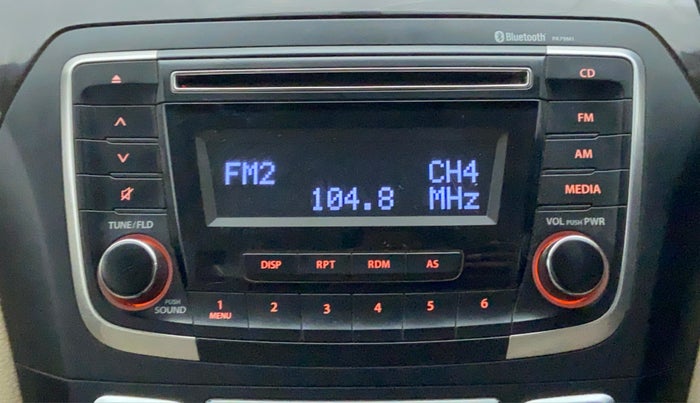 Bluetooth
CD
FM
AM
MEDIA
FM2 CH4
104.8 MHz
TUNE/FLD
VOL PUSH PWR
DISP RPT RDM AS
PUSH
SOUND
1 2 3 4 5 6
MENU